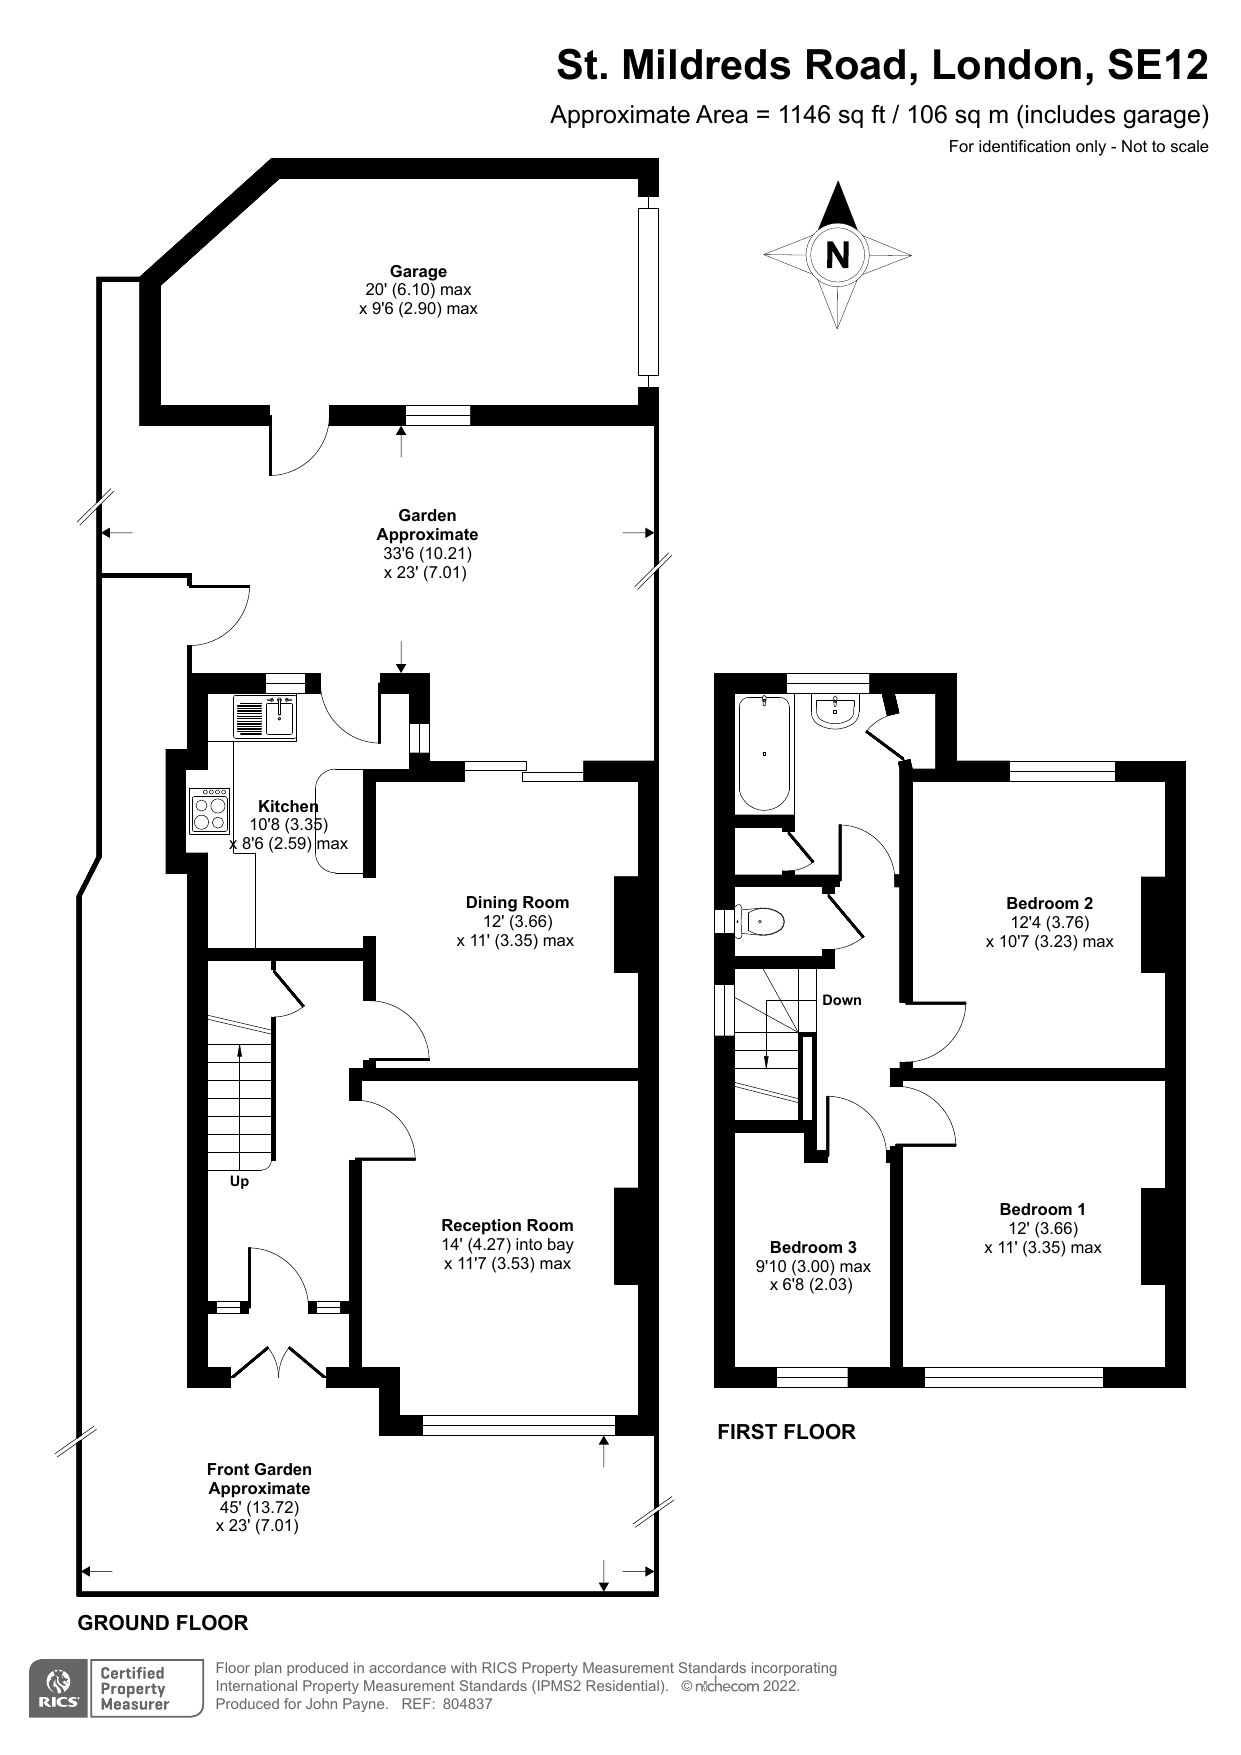 St. Mildreds Road, London, SE12
Approximate Area = 1146 sq ft / 106 sq m (includes garage)
For identification only - Not to scale
N
Garage
20' (6.10) max
x 9'6 (2.90) max
Garden
Approximate
33'6 (10.21)
x 23' (7.01)
Kitchen
10'8 (3.35)
x 8'6 (2.59) max
Dining Room
12' (3.66)
x 11' (3.35) max
Up
Reception Room
14' (4.27) into bay
x 11'7 (3.53) max
Front Garden
Approximate
45' (13.72)
x 23' (7.01)
GROUND FLOOR
Bedroom 2
12'4 (3.76)
x 10'7 (3.23) max
Down
Bedroom 1
12' (3.66)
x 11' (3.35) max
Bedroom 3
9'10 (3.00) max
x 6'8 (2.03)
FIRST FLOOR
RICS
Certified
Property
Measurer
Floor plan produced in accordance with RICS Property Measurement Standards incorporating
International Property Measurement Standards (IPMS2 Residential). © nichecom 2022.
Produced for John Payne. REF: 804837